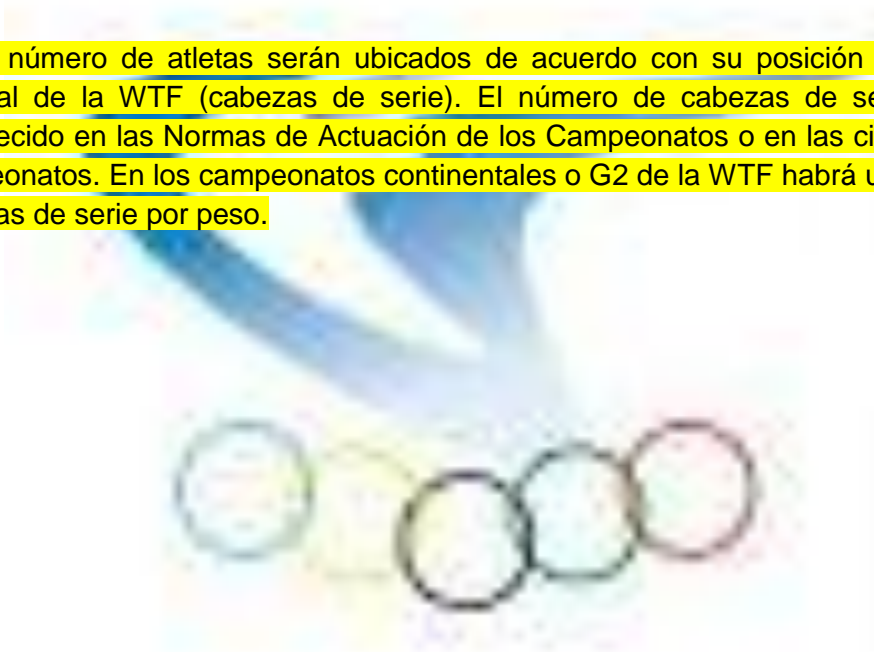 número de atletas serán ubicados de acuerdo con su posición
al de la WTF (cabezas de serie). El número de cabezas de se
ecido en las Normas de Actuación de los Campeonatos o en las ci
eonatos. En los campeonatos continentales o G2 de la WTF habrá u
as de serie por peso.